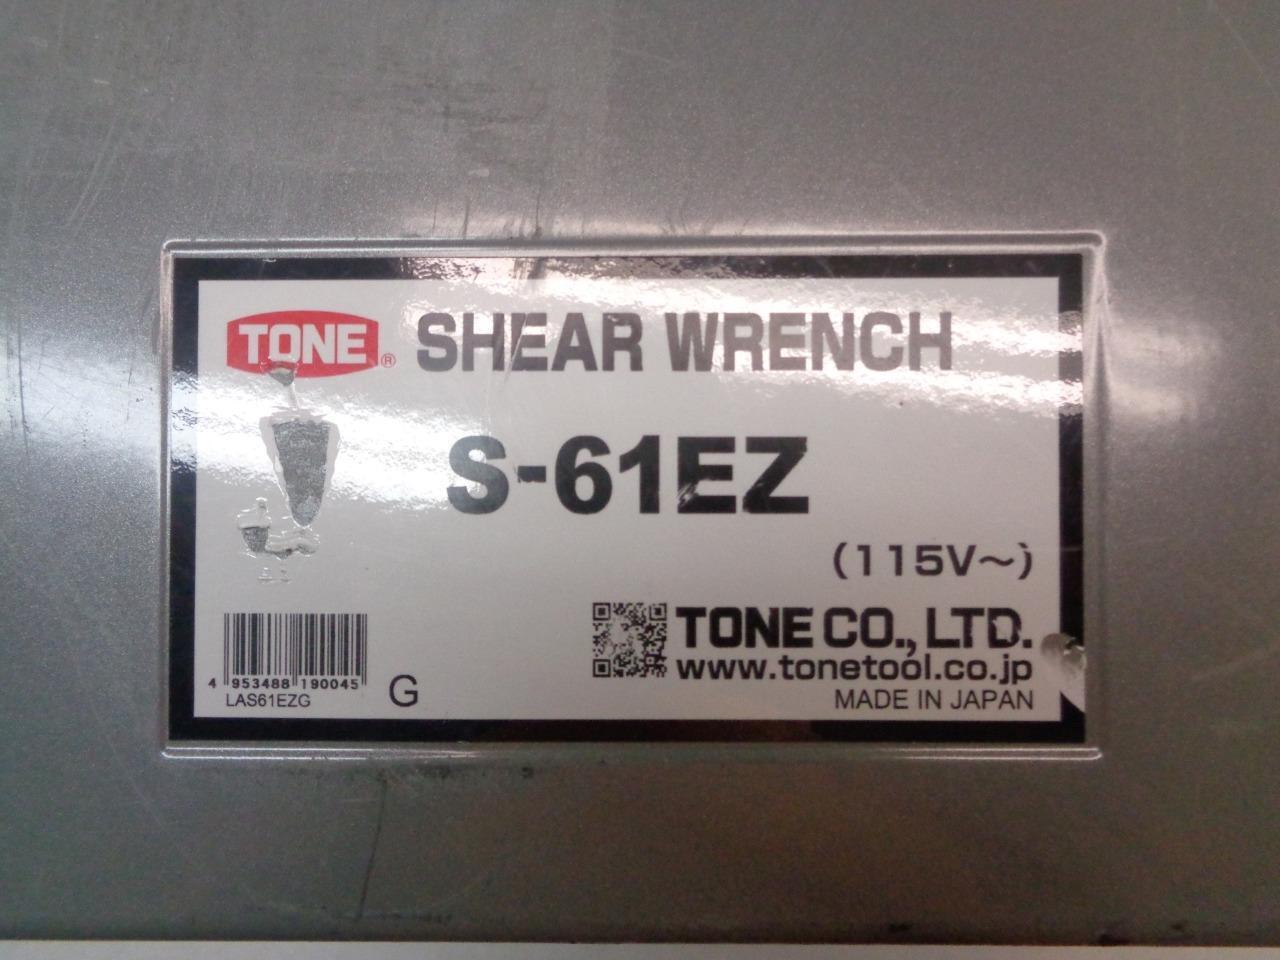 TONE® SHEAR WRENCH
S-61EZ
(115V～)
TONE CO., LTD.
www.tonetool.co.jp
MADE IN JAPAN
4 953488 190045
LAS61EZG
G